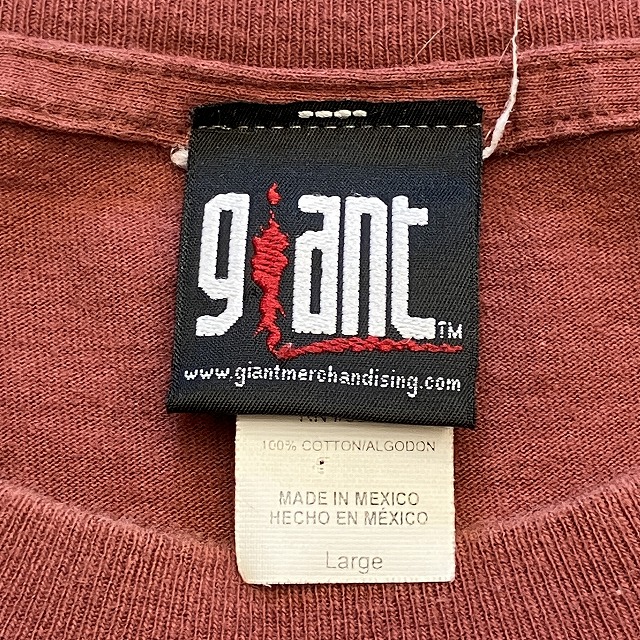 giant TM
www.giantmerchandising.com
100% COTTON/ALGODON
MADE IN MEXICO
HECHO EN MÉXICO
Large